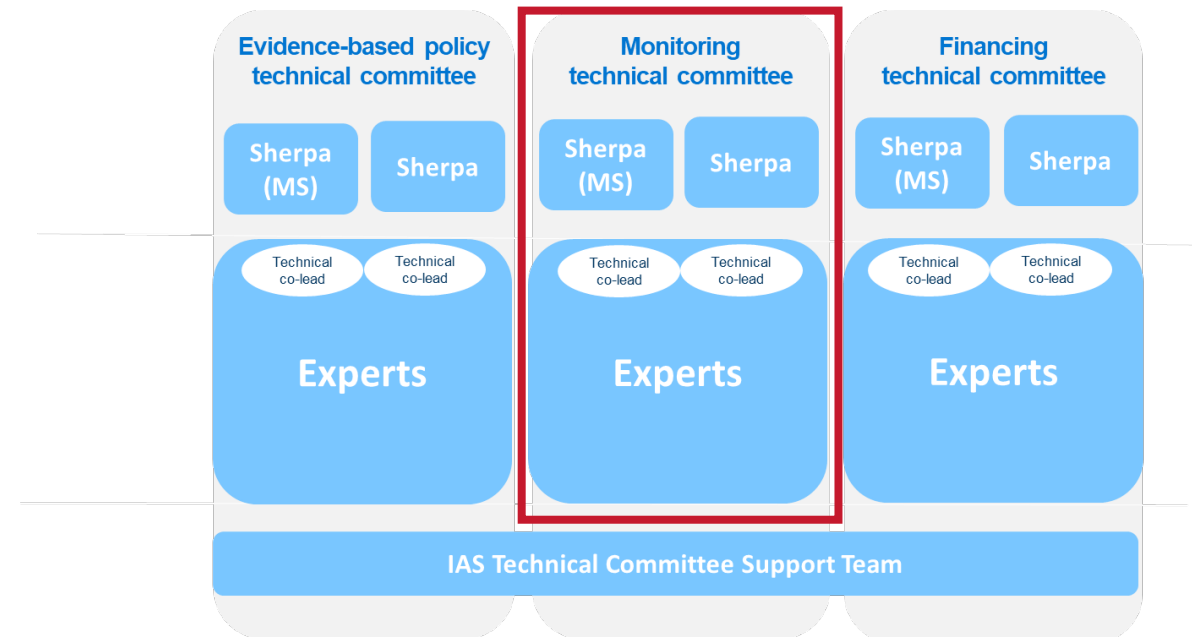 Evidence-based policy
technical committee
Monitoring
technical committee
Financing
technical committee
Sherpa
(MS)
Sherpa
Sherpa
(MS)
Sherpa
Sherpa
(MS)
Sherpa
Technical
co-lead
Technical
co-lead
Technical
co-lead
Technical
co-lead
Technical
co-lead
Technical
co-lead
Experts
Experts
Experts
IAS Technical Committee Support Team